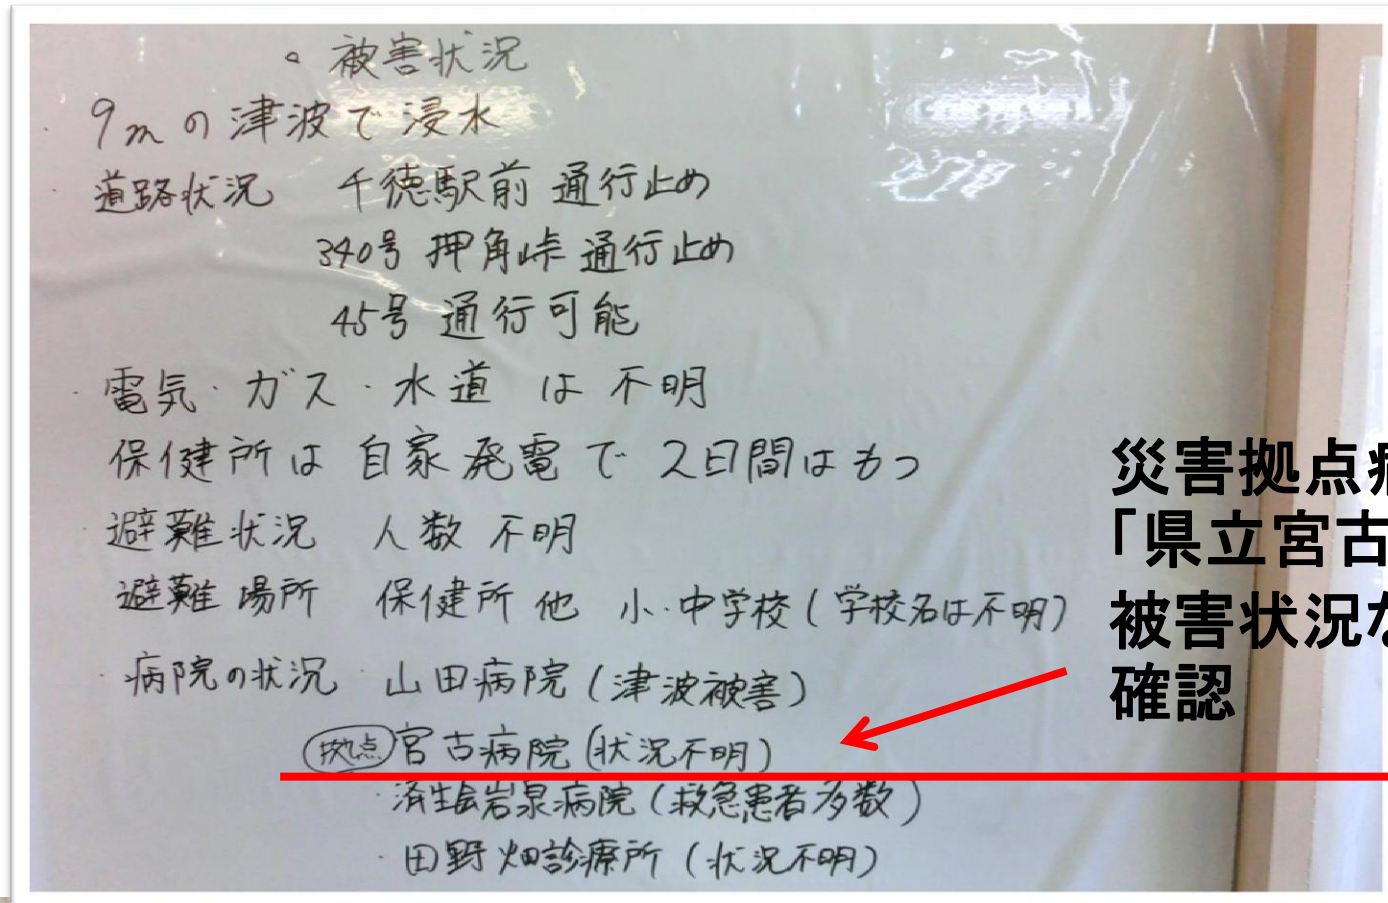 。被害状況
・9mの津波で浸水
道路状況 千徳駅前 通行止め
340号 押角峠 通行止め
45号 通行可能
・電気・ガス・水道 は 不明
保健所は 自家発電で 2日間はもつ
・避難状況 人数 不明
避難場所 保健所他 小・中学校(学校名は不明)
・病院の状況 ・山田病院(津波被害)
拠点 宮古病院(状況不明)
・済生会岩泉病院(救急患者多数)
・田野畑診療所(状況不明)
災害拠点病
「県立宮古
被害状況な
確認